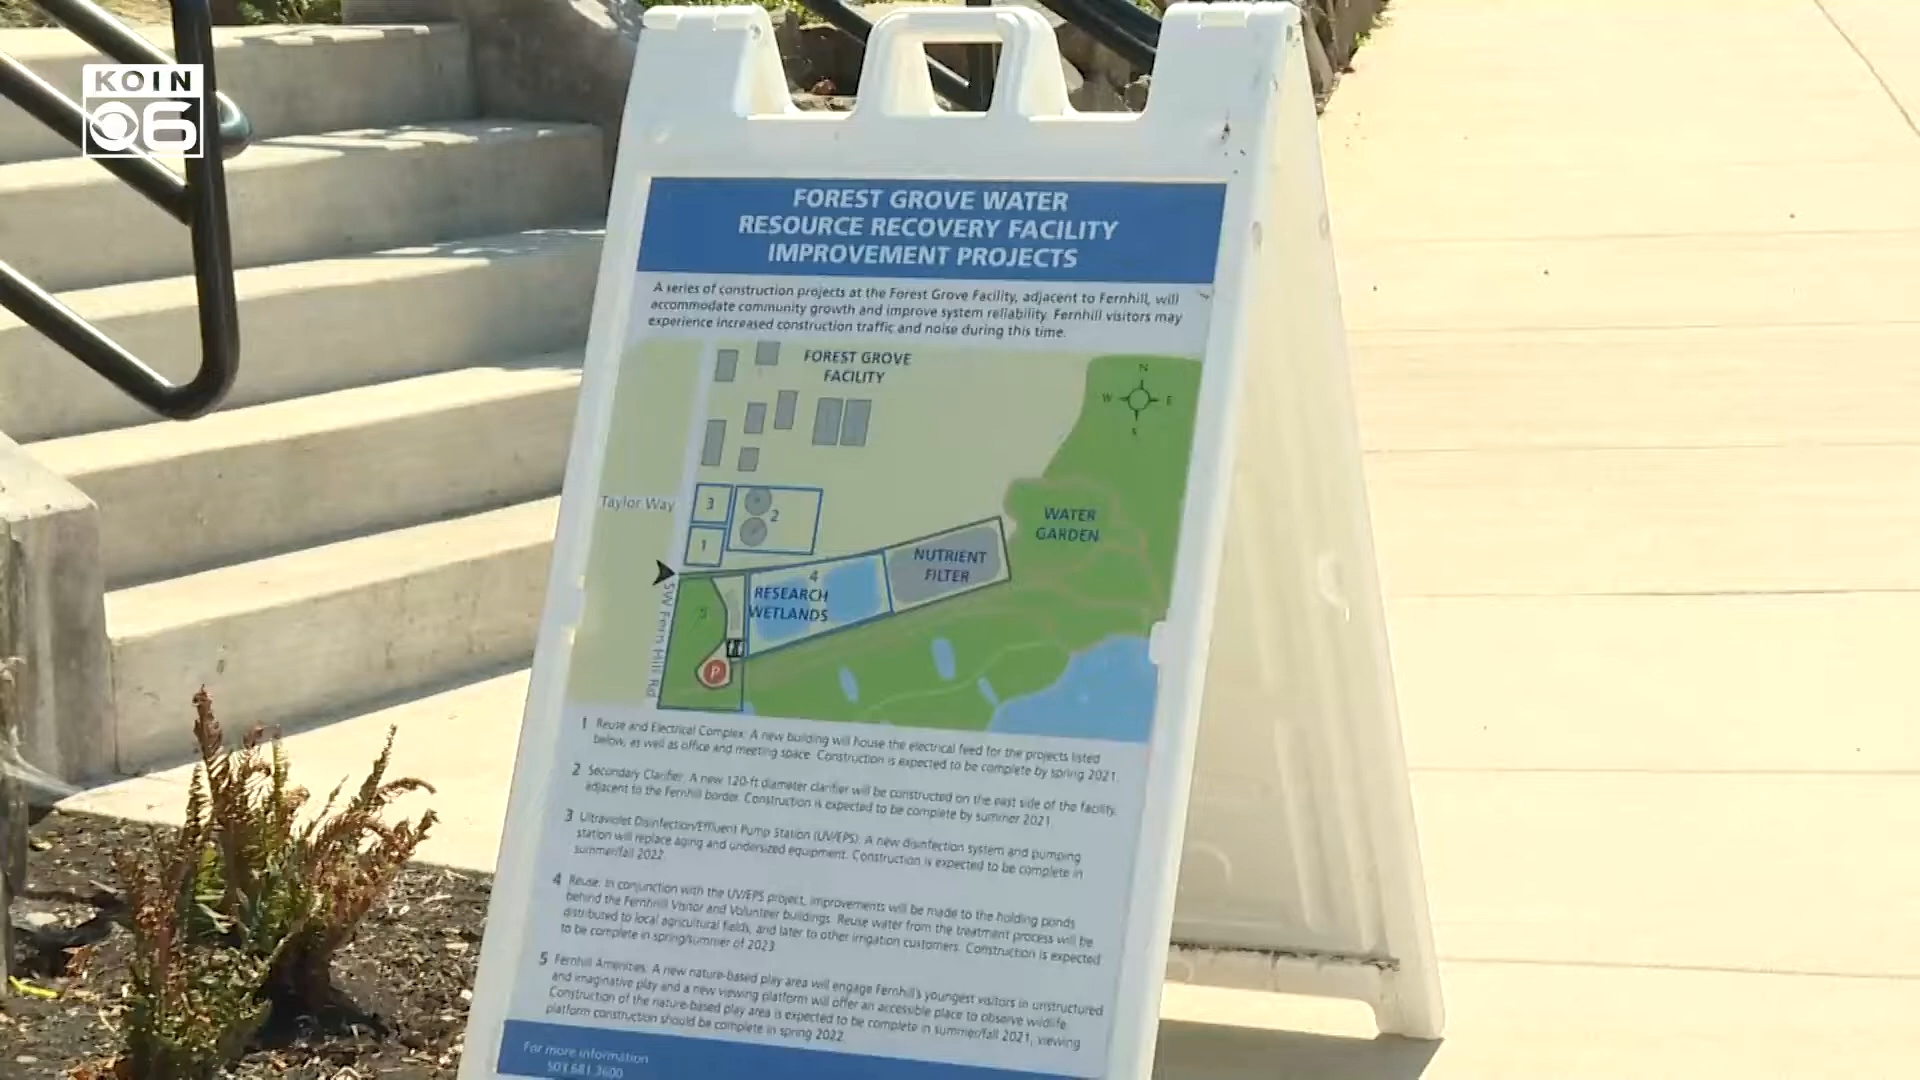 KOIN
6
FOREST GROVE WATER
RESOURCE RECOVERY FACILITY
IMPROVEMENT PROJECTS
A series of construction projects at the Forest Grove Facility, adjacent to Fernhill, will
accommodate community growth and improve system reliability. Fernhill visitors may
experience increased construction traffic and noise during this time.
FOREST GROVE
FACILITY
N
W E
S
Taylor Way
3
2
1
WATER
GARDEN
NUTRIENT
FILTER
4
RESEARCH
WETLANDS
5
SW Fern Hill Rd
P
1 Reuse and Electrical Complex: A new building will house the electrical feed for the projects listed
below, as well as office and meeting space. Construction is expected to be complete by spring 2021.
2 Secondary Clarifier: A new 120-ft diameter clarifier will be constructed on the east side of the facility,
adjacent to the Fernhill border. Construction is expected to be complete by summer 2021.
3 Ultraviolet Disinfection/Effluent Pump Station (UV/EPS): A new disinfection system and pumping
station will replace aging and undersized equipment. Construction is expected to be complete in
summer/fall 2022.
4 Reuse: In conjunction with the UV/EPS project, improvements will be made to the holding ponds
behind the Fernhill Visitor and Volunteer buildings. Reuse water from the treatment process will be
distributed to local agricultural fields, and later to other irrigation customers. Construction is expected
to be complete in spring/summer of 2023.
5 Fernhill Amenities: A new nature-based play area will engage Fernhill's youngest visitors in unstructured
and imaginative play and a new viewing platform will offer an accessible place to observe wildlife.
Construction of the nature-based play area is expected to be complete in summer/fall 2021, viewing
platform construction should be complete in spring 2022.
For more information
503.681.3600